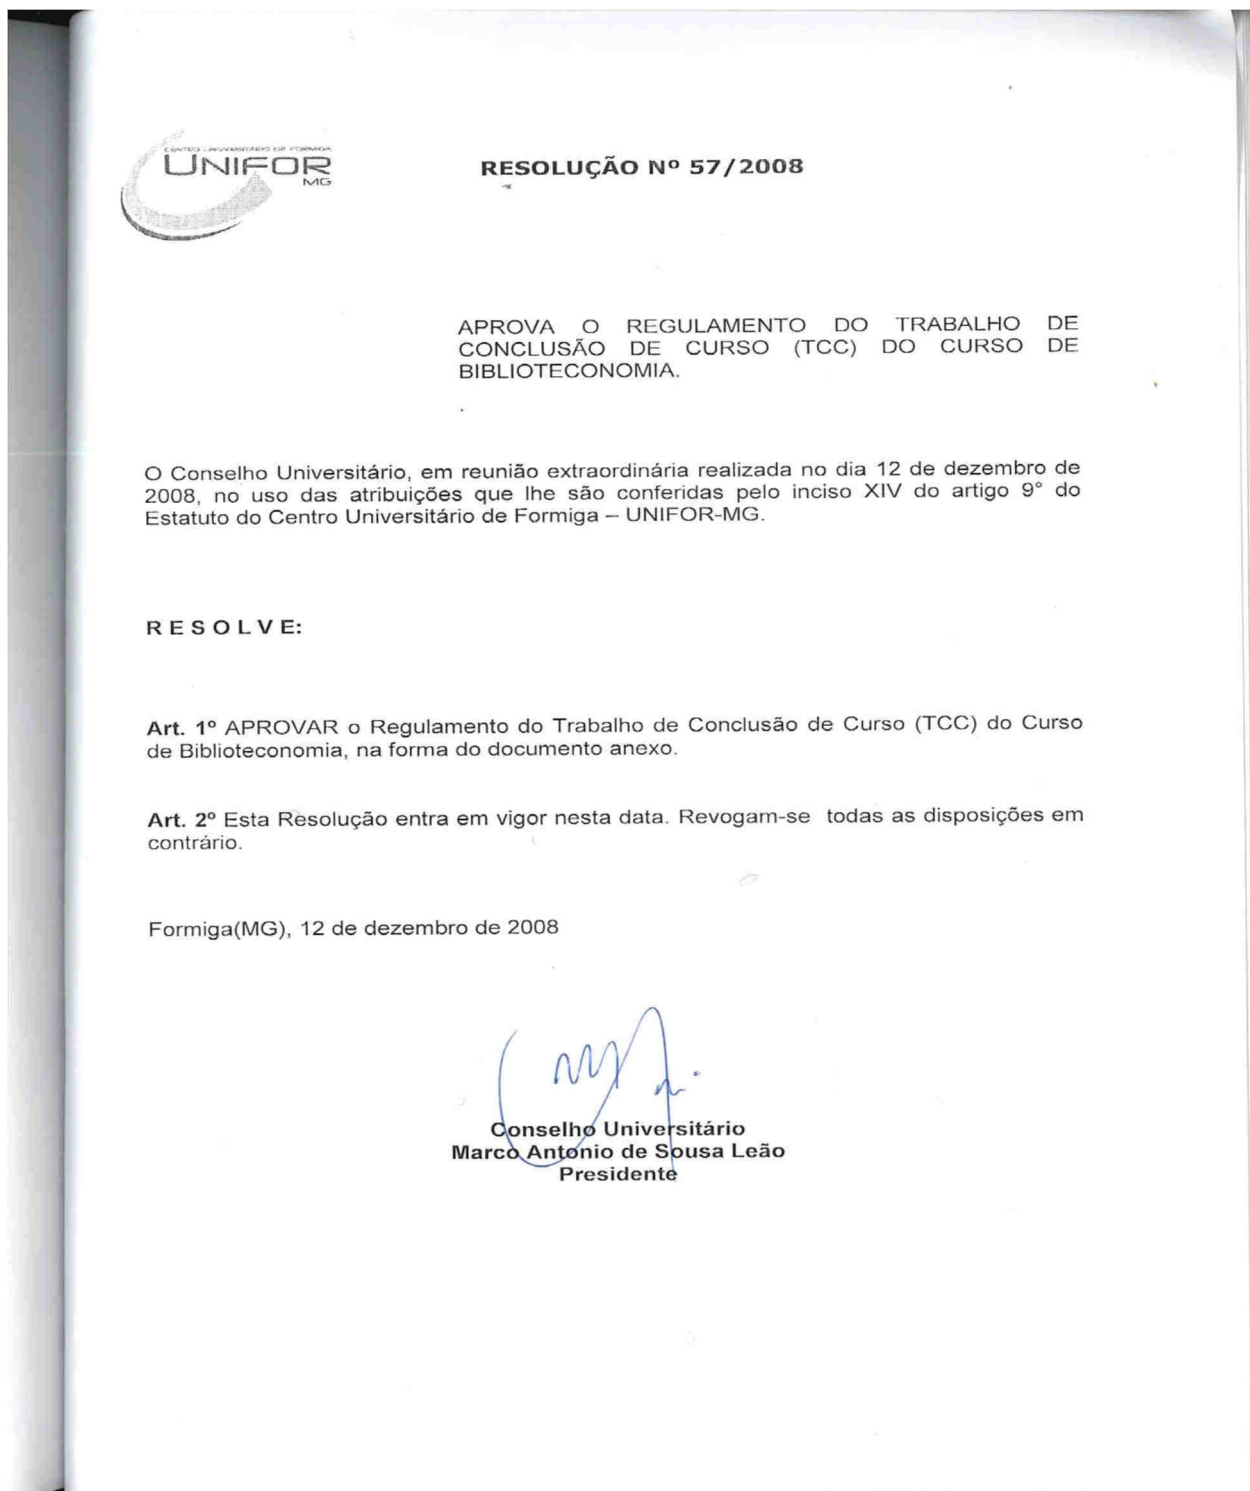 CENTRO UNIVERSITÁRIO DE FORMIGA
UNIFOR
MG
RESOLUÇÃO Nº 57/2008
APROVA O REGULAMENTO DO TRABALHO DE
CONCLUSÃO DE CURSO (TCC) DO CURSO DE
BIBLIOTECONOMIA.
O Conselho Universitário, em reunião extraordinária realizada no dia 12 de dezembro de
2008, no uso das atribuições que lhe são conferidas pelo inciso XIV do artigo 9° do
Estatuto do Centro Universitário de Formiga – UNIFOR-MG.
R E S O L V E:
Art. 1º APROVAR o Regulamento do Trabalho de Conclusão de Curso (TCC) do Curso
de Biblioteconomia, na forma do documento anexo.
Art. 2º Esta Resolução entra em vigor nesta data. Revogam-se todas as disposições em
contrário.
Formiga(MG), 12 de dezembro de 2008
Conselho Universitário
Marco Antonio de Sousa Leão
Presidente